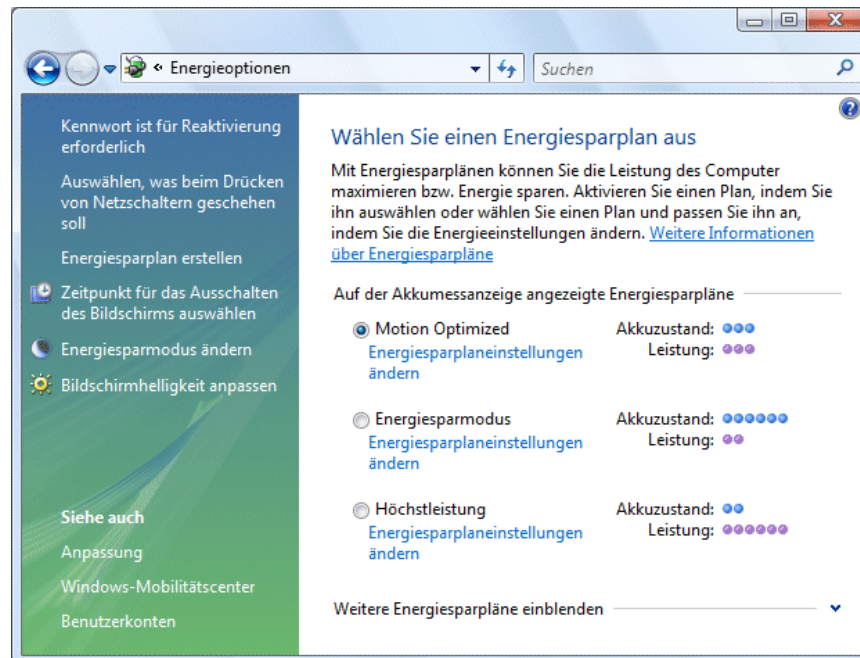 « Energieoptionen
Suchen
Kennwort ist für Reaktivierung
erforderlich
Auswählen, was beim Drücken
von Netzschaltern geschehen
soll
Energiesparplan erstellen
Zeitpunkt für das Ausschalten
des Bildschirms auswählen
Energiesparmodus ändern
Bildschirmhelligkeit anpassen
Siehe auch
Anpassung
Windows-Mobilitätscenter
Benutzerkonten
Wählen Sie einen Energiesparplan aus
Mit Energiesparplänen können Sie die Leistung des Computer
maximieren bzw. Energie sparen. Aktivieren Sie einen Plan, indem Sie
ihn auswählen oder wählen Sie einen Plan und passen Sie ihn an,
indem Sie die Energieeinstellungen ändern. Weitere Informationen
über Energiesparpläne
Auf der Akkumessanzeige angezeigte Energiesparpläne
Motion Optimized Akkuzustand:
Energiesparplaneinstellungen Leistung:
ändern
Energiesparmodus Akkuzustand:
Energiesparplaneinstellungen Leistung:
ändern
Höchstleistung Akkuzustand:
Energiesparplaneinstellungen Leistung:
ändern
Weitere Energiesparpläne einblenden